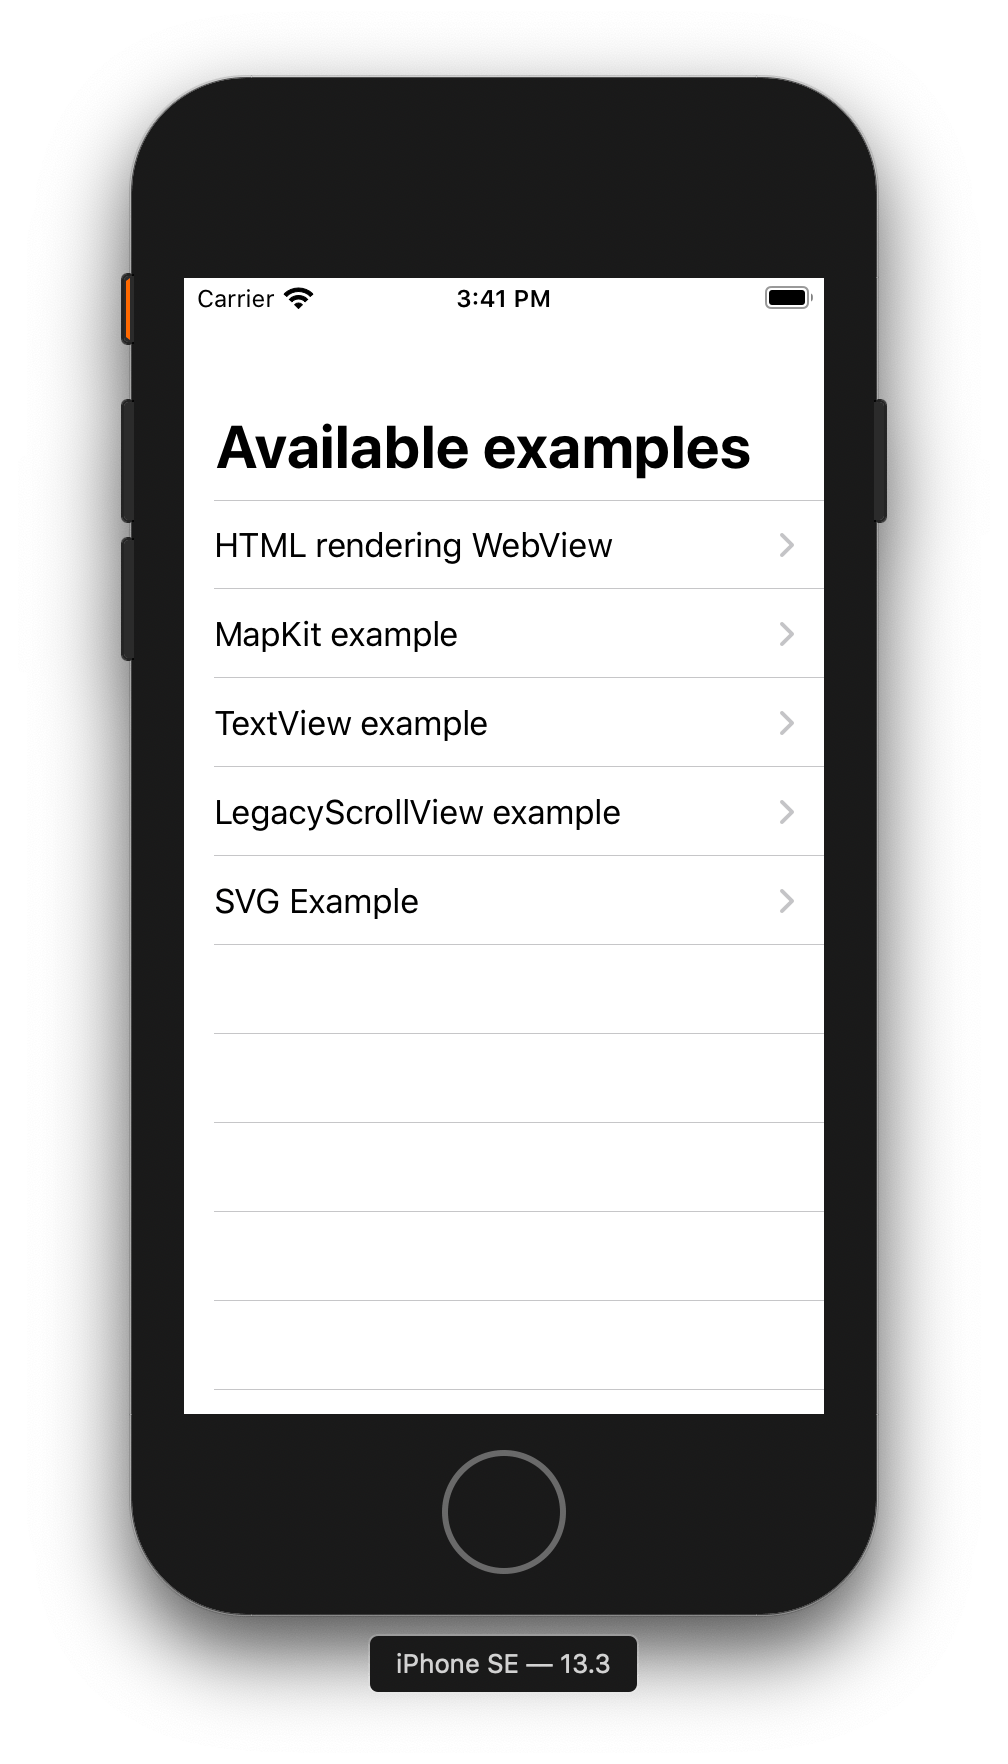 Carrier 3:41 PM
Available examples
HTML rendering WebView
MapKit example
TextView example
LegacyScrollView example
SVG Example
iPhone SE — 13.3